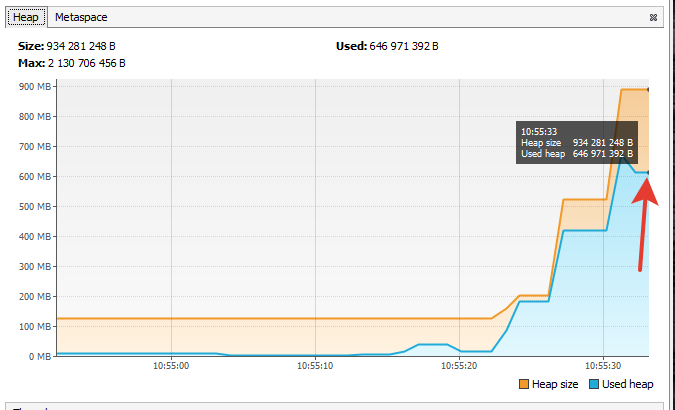 Heap Metaspace
Size: 934 281 248 B Used: 646 971 392 B
Max: 2 130 706 456 B
900 MB
800 MB
700 MB
600 MB
500 MB
400 MB
300 MB
200 MB
100 MB
0 MB
10:55:33
Heap size 934 281 248 B
Used heap 646 971 392 B
10:55:00 10:55:10 10:55:20 10:55:30
Heap size Used heap